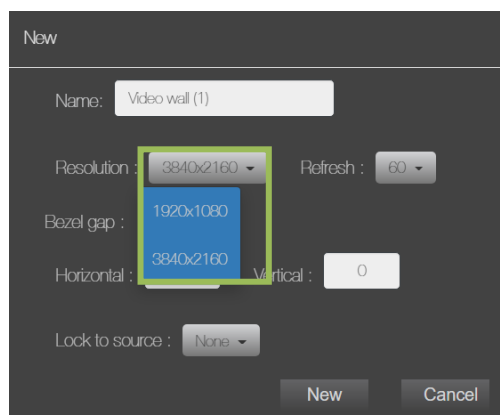 New
Name: Video wall (1)
Resolution : 3840x2160 Refresh : 60
1920x1080
Bezel gap :
3840x2160
Horizontal : Vertical : 0
Lock to source : None
New Cancel